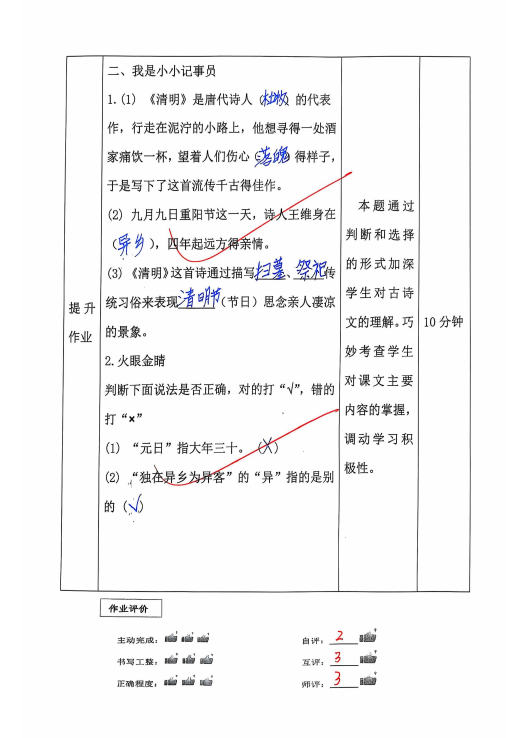 二、我是小小记事员
1.(1) 《清明》是唐代诗人（杜牧）的代表
作，行走在泥泞的小路上，他想寻得一处酒
家痛饮一杯，望着人们伤心（落魄）得样子，
于是写下了这首流传千古得佳作。
(2) 九月九日重阳节这一天，诗人王维身在
（异乡），四年起远方得亲情。
(3) 《清明》这首诗通过描写扫墓、祭祀传
统习俗来表现清明节（节日）思念亲人凄凉
的景象。
2.火眼金睛
判断下面说法是否正确，对的打“√”，错的
打“×”
(1) “元日”指大年三十。（×）
(2) “独在异乡为异客”的“异”指的是别
的（√）
提升
作业
本题通过
判断和选择
的形式加深
学生对古诗
文的理解。巧
妙考查学生
对课文主要
内容的掌握，
调动学习积
极性。
10分钟
作业评价
主动完成：
自评： 2
书写工整：
互评： 3
正确程度：
师评： 3